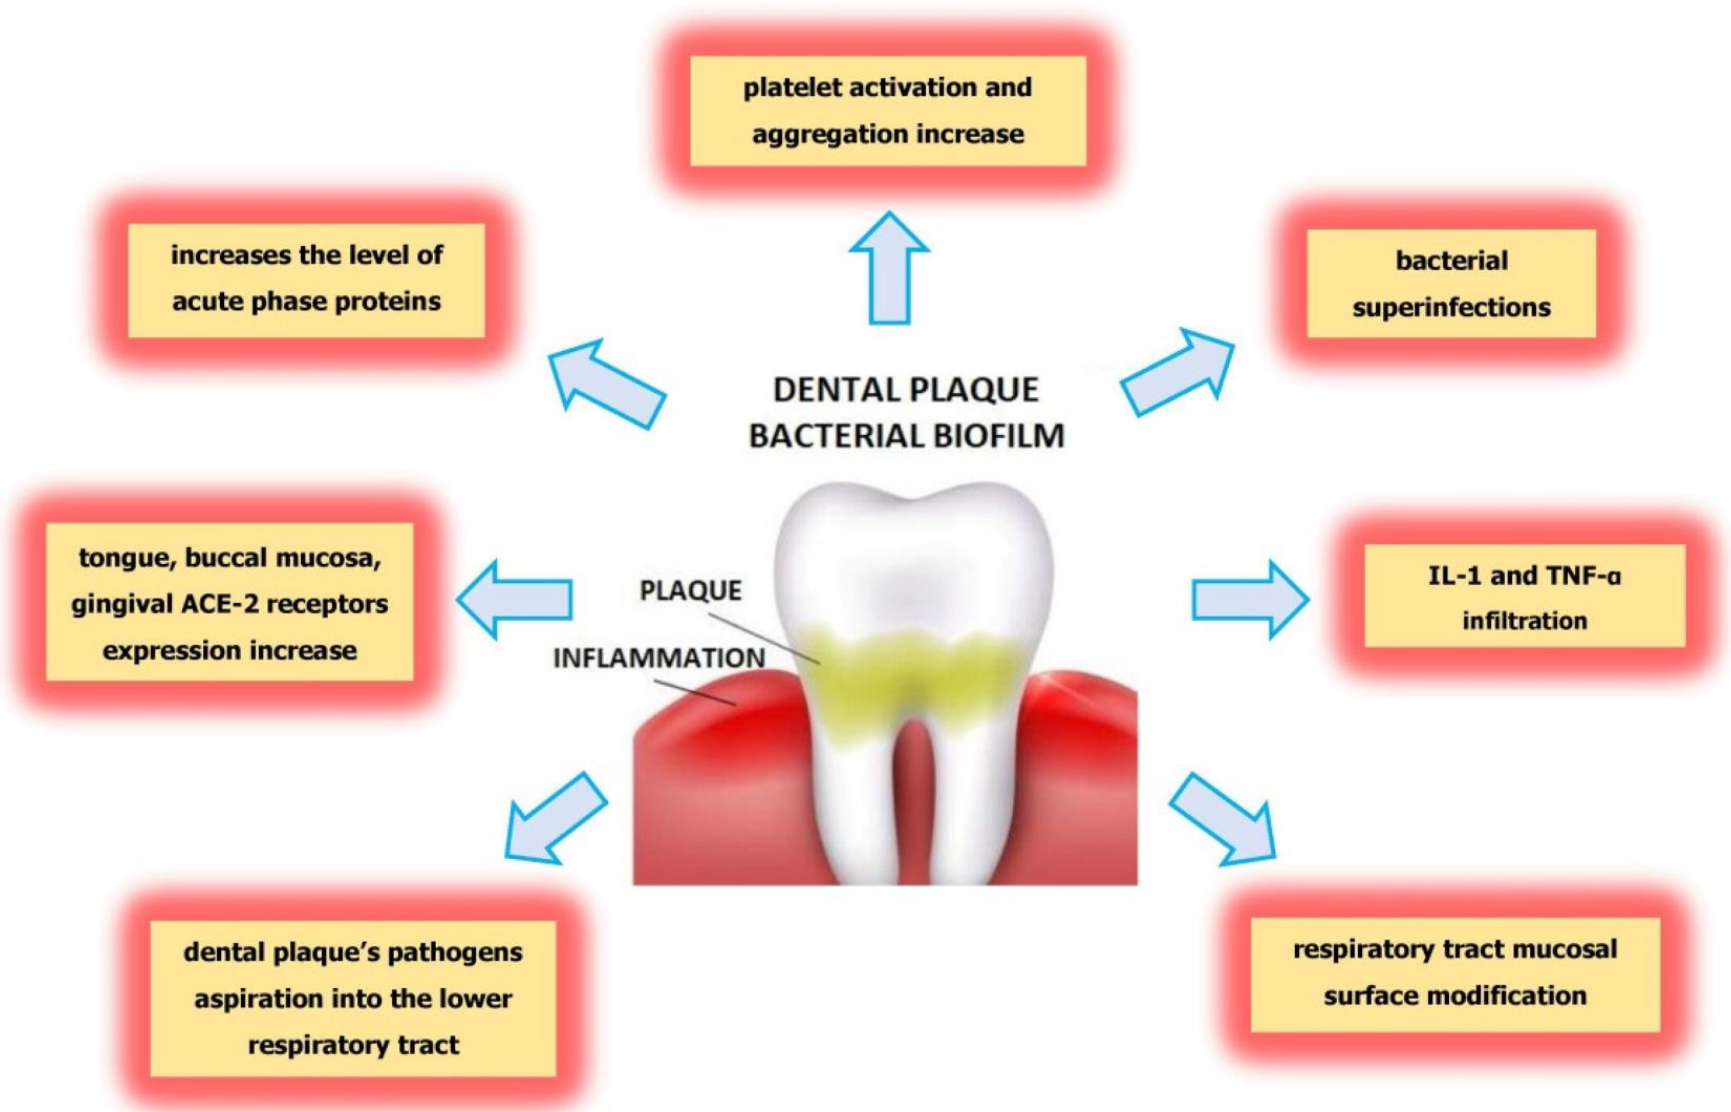 platelet activation and
aggregation increase
increases the level of
acute phase proteins
bacterial
superinfections
DENTAL PLAQUE
BACTERIAL BIOFILM
tongue, buccal mucosa,
gingival ACE-2 receptors
expression increase
PLAQUE
INFLAMMATION
IL-1 and TNF-α
infiltration
dental plaque’s pathogens
aspiration into the lower
respiratory tract
respiratory tract mucosal
surface modification